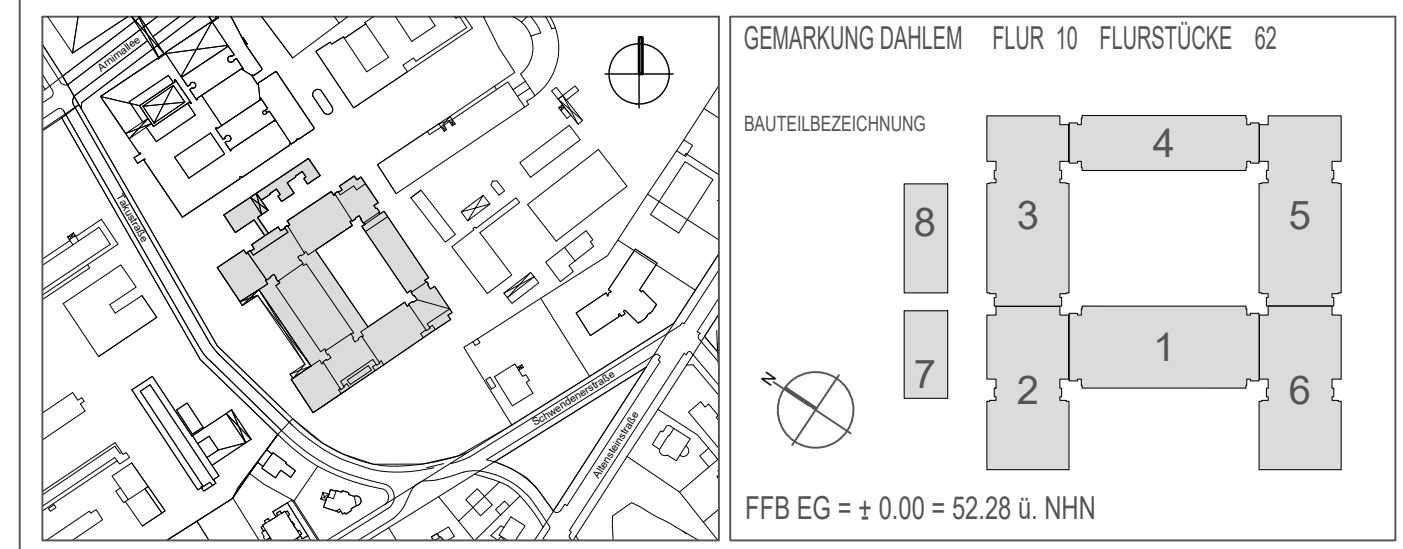 Arnimallee
Takustraße
Schwendenerstraße
Altensteinstraße
GEMARKUNG DAHLEM FLUR 10 FLURSTÜCKE 62
BAUTEILBEZEICHNUNG
4
3
5
8
1
7
2
6
N
FFB EG = ± 0.00 = 52.28 ü. NHN